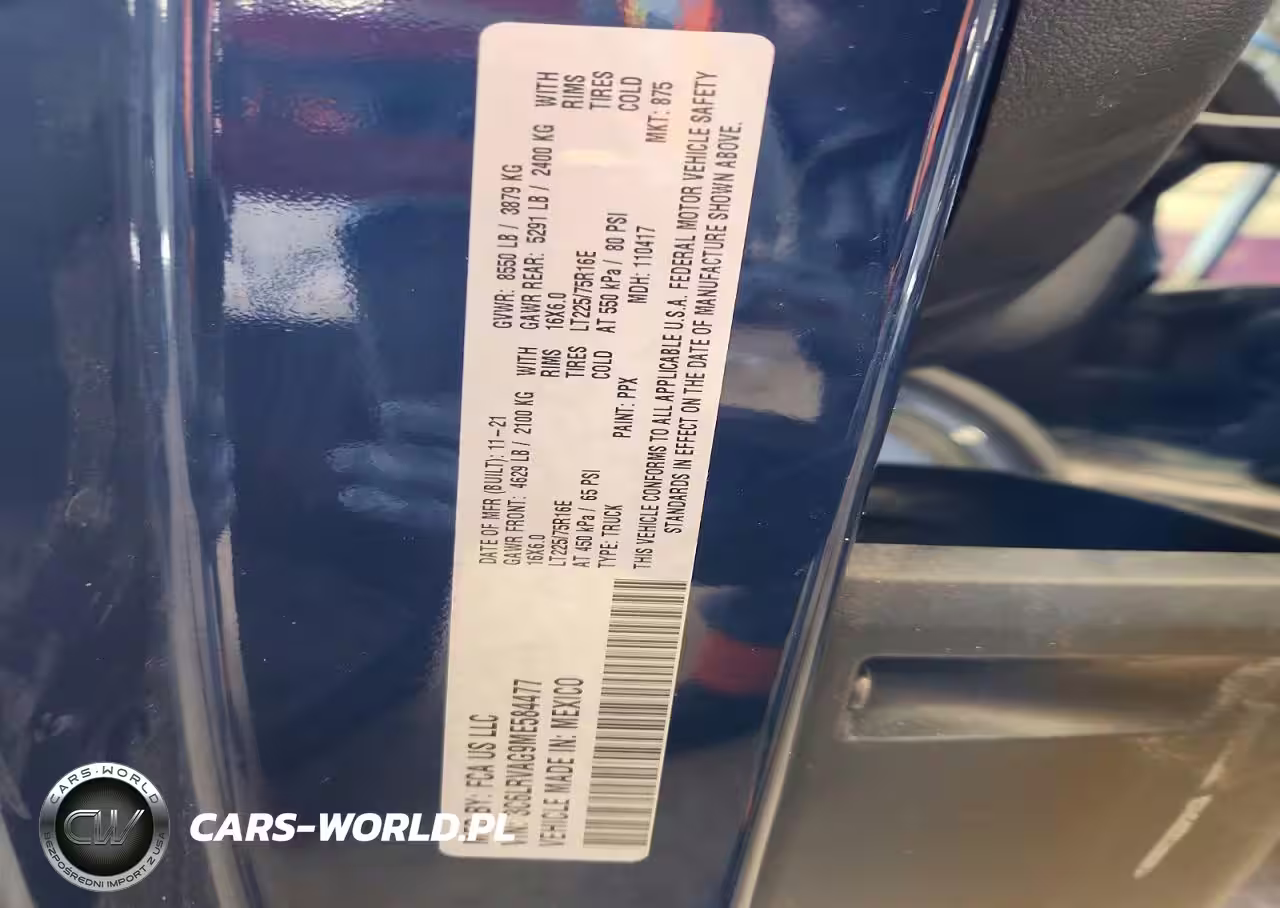 MFD BY: FCA US LLC
VIN: 3C6LRVAG9ME584477
VEHICLE MADE IN: MEXICO
DATE OF MFR (BUILT): 11-21 GVWR: 8550 LB / 3879 KG
GAWR FRONT: 4629 LB / 2100 KG WITH GAWR REAR: 5291 LB / 2400 KG WITH
16X6.0 RIMS 16X6.0 RIMS
LT225/75R16E TIRES LT225/75R16E TIRES
AT 450 kPa / 65 PSI COLD AT 550 kPa / 80 PSI COLD
TYPE: TRUCK PAINT: PPX MDH: 110417 MKT: 875
THIS VEHICLE CONFORMS TO ALL APPLICABLE U.S.A. FEDERAL MOTOR VEHICLE SAFETY
STANDARDS IN EFFECT ON THE DATE OF MANUFACTURE SHOWN ABOVE.
CARS-WORLD
CW
BEZPOŚREDNI IMPORT Z USA
CARS-WORLD.PL